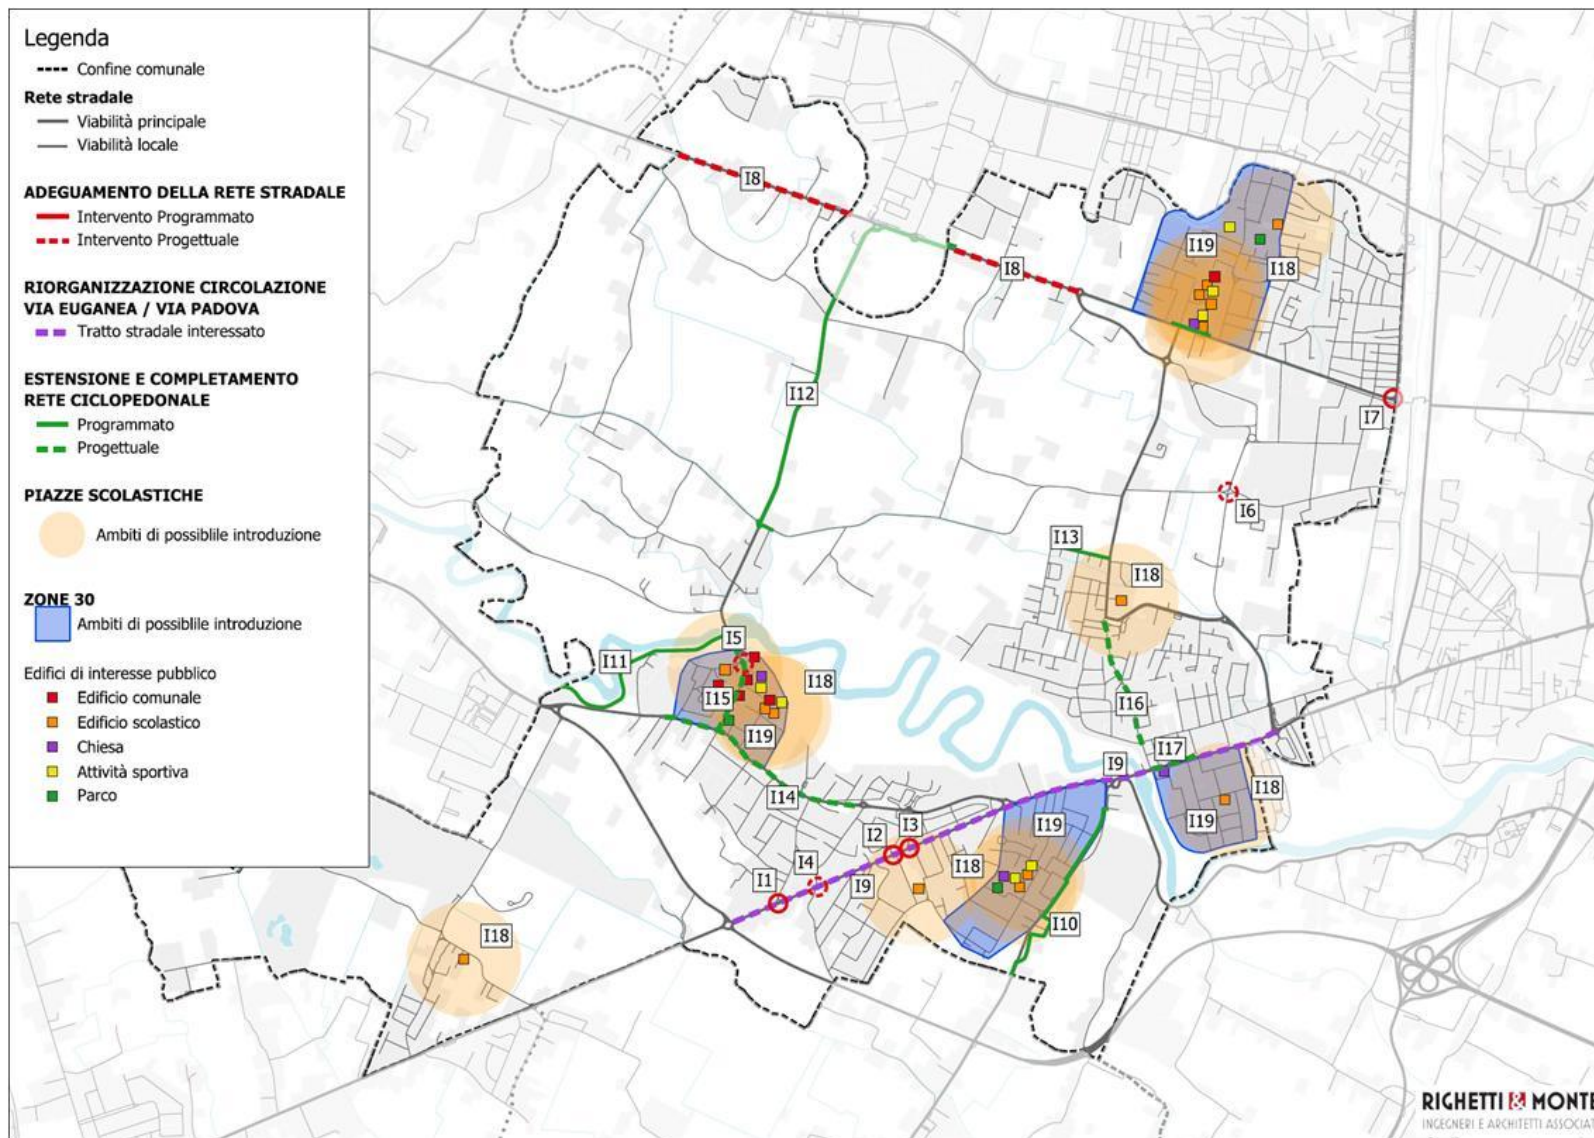 Legenda
Confine comunale
Rete stradale
Viabilità principale
Viabilità locale
ADEGUAMENTO DELLA RETE STRADALE
Intervento Programmato
Intervento Progettuale
RIORGANIZZAZIONE CIRCOLAZIONE
VIA EUGANEA / VIA PADOVA
Tratto stradale interessato
ESTENSIONE E COMPLETAMENTO
RETE CICLOPEDONALE
Programmato
Progettuale
PIAZZE SCOLASTICHE
Ambiti di possiblile introduzione
ZONE 30
Ambiti di possiblile introduzione
Edifici di interesse pubblico
Edificio comunale
Edificio scolastico
Chiesa
Attività sportiva
Parco
I8
I19
I18
I8
I12
I7
I6
I13
I18
I5
I11
I18
I15
I16
I19
I17
I9
I14
I18
I19
I19
I2
I3
I18
I4
I9
I1
I10
I18
RIGHETTI & MONTE
INGEGNERI E ARCHITETTI ASSOCIAT